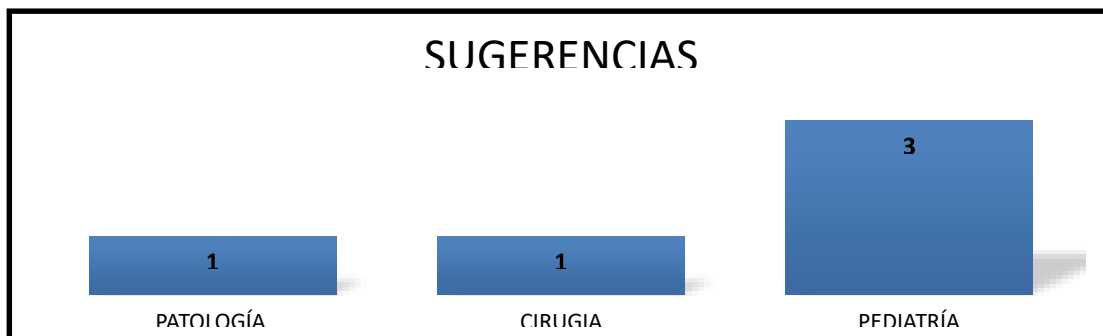 SUGERENCIAS
3
1 1
PATOLOGÍA CIRUGIA PEDIATRÍA